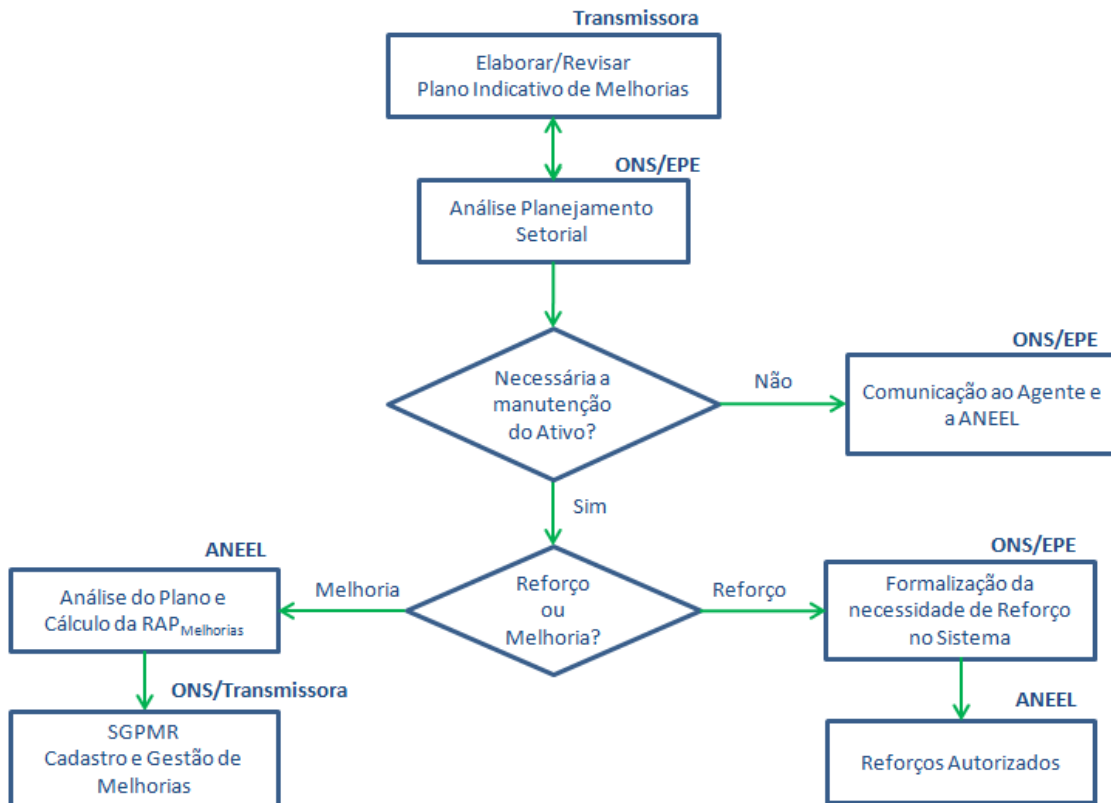 Transmissora
Elaborar/Revisar
Plano Indicativo de Melhorias
ONS/EPE
Análise Planejamento
Setorial
Necessária a
manutenção
do Ativo?
Não
ONS/EPE
Comunicação ao Agente e
a ANEEL
Sim
Reforço
ou
Melhoria?
Melhoria
ANEEL
Análise do Plano e
Cálculo da RAPMelhorias
ONS/Transmissora
SGPMR
Cadastro e Gestão de
Melhorias
Reforço
ONS/EPE
Formalização da
necessidade de Reforço
no Sistema
ANEEL
Reforços Autorizados